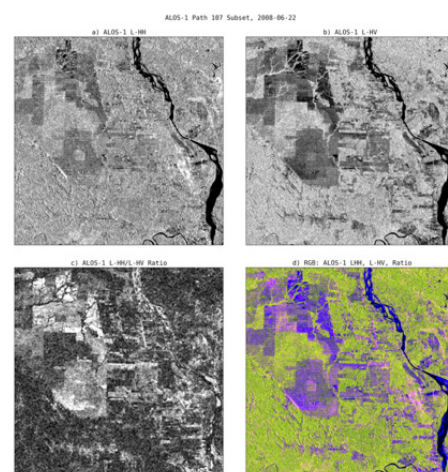 ALOS-1 Path 107 Subset, 2008-06-22
a) ALOS-1 L-HH
b) ALOS-1 L-HV
c) ALOS-1 L-HH/L-HV Ratio
d) RGB: ALOS-1 LHH, L-HV, Ratio